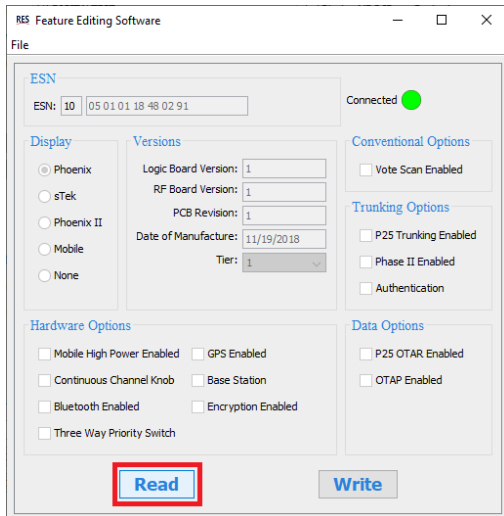 RES Feature Editing Software
File
ESN
ESN: 10 05 01 01 18 48 02 91
Connected
Display
Phoenix
sTek
Phoenix II
Mobile
None
Versions
Logic Board Version: 1
RF Board Version: 1
PCB Revision: 1
Date of Manufacture: 11/19/2018
Tier: 1
Conventional Options
Vote Scan Enabled
Trunking Options
P25 Trunking Enabled
Phase II Enabled
Authentication
Hardware Options
Mobile High Power Enabled GPS Enabled
Continuous Channel Knob Base Station
Bluetooth Enabled Encryption Enabled
Three Way Priority Switch
Data Options
P25 OTAR Enabled
OTAP Enabled
Read Write